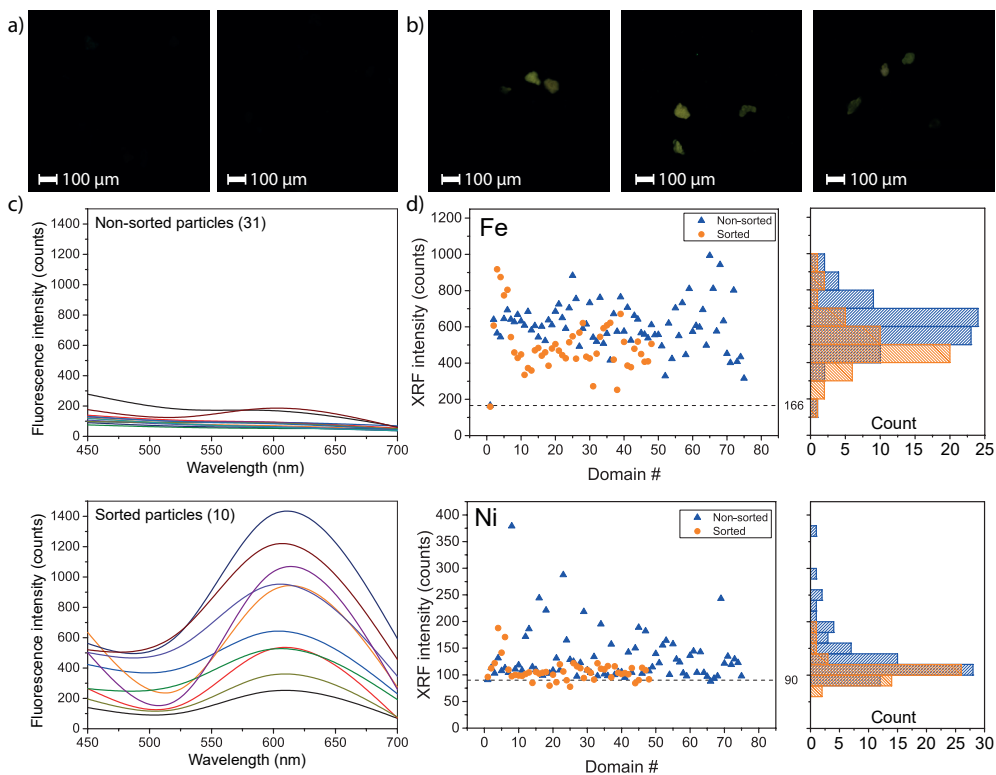 a)
b)
100 µm
100 µm
100 µm
100 µm
100 µm
c)
d)
Fluorescence intensity (counts)
1400
1200
1000
800
600
400
200
0
Non-sorted particles (31)
450
500
550
600
650
700
Wavelength (nm)
XRF intensity (counts)
1200
1000
800
600
400
200
0
Fe
Non-sorted
Sorted
166
0
10
20
30
40
50
60
70
80
Domain #
Count
0
5
10
15
20
25
Fluorescence intensity (counts)
1400
1200
1000
800
600
400
200
0
Sorted particles (10)
450
500
550
600
650
700
Wavelength (nm)
XRF intensity (counts)
400
350
300
250
200
150
100
50
0
Ni
Non-sorted
Sorted
90
0
10
20
30
40
50
60
70
80
Domain #
Count
0
5
10
15
20
25
30